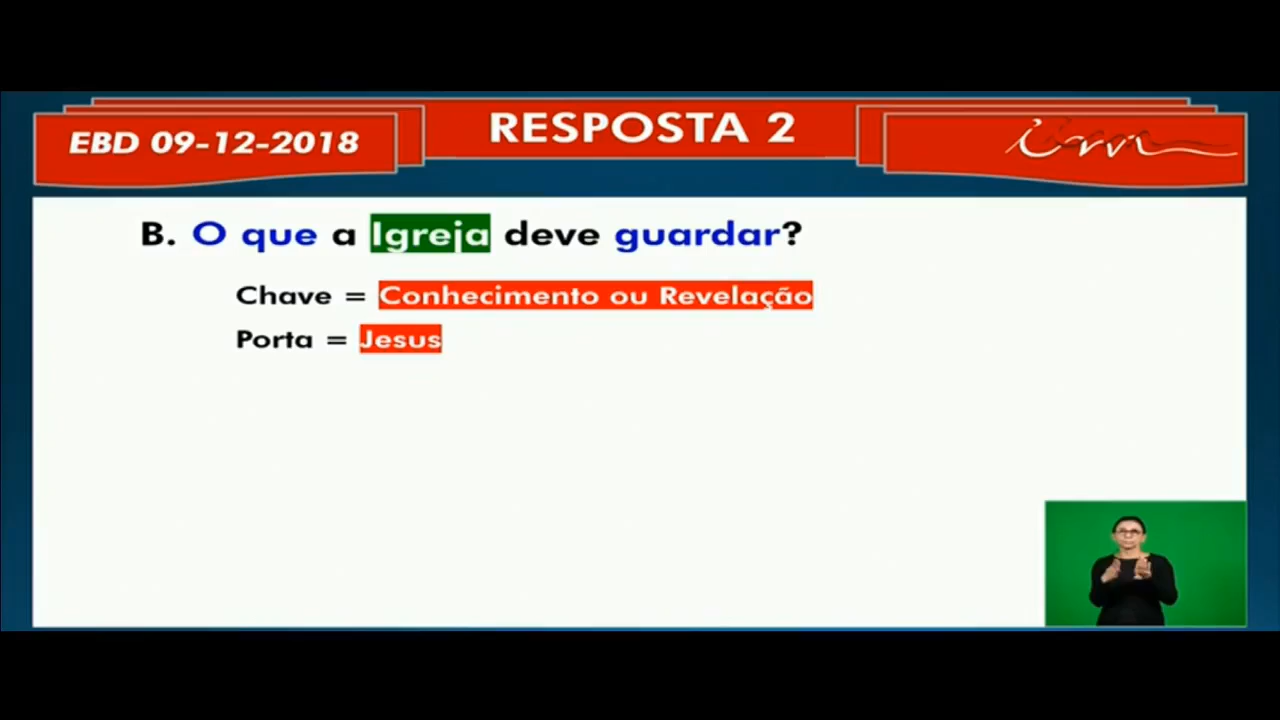 EBD 09-12-2018
RESPOSTA 2
B. O que a Igreja deve guardar?
Chave = Conhecimento ou Revelação
Porta = Jesus